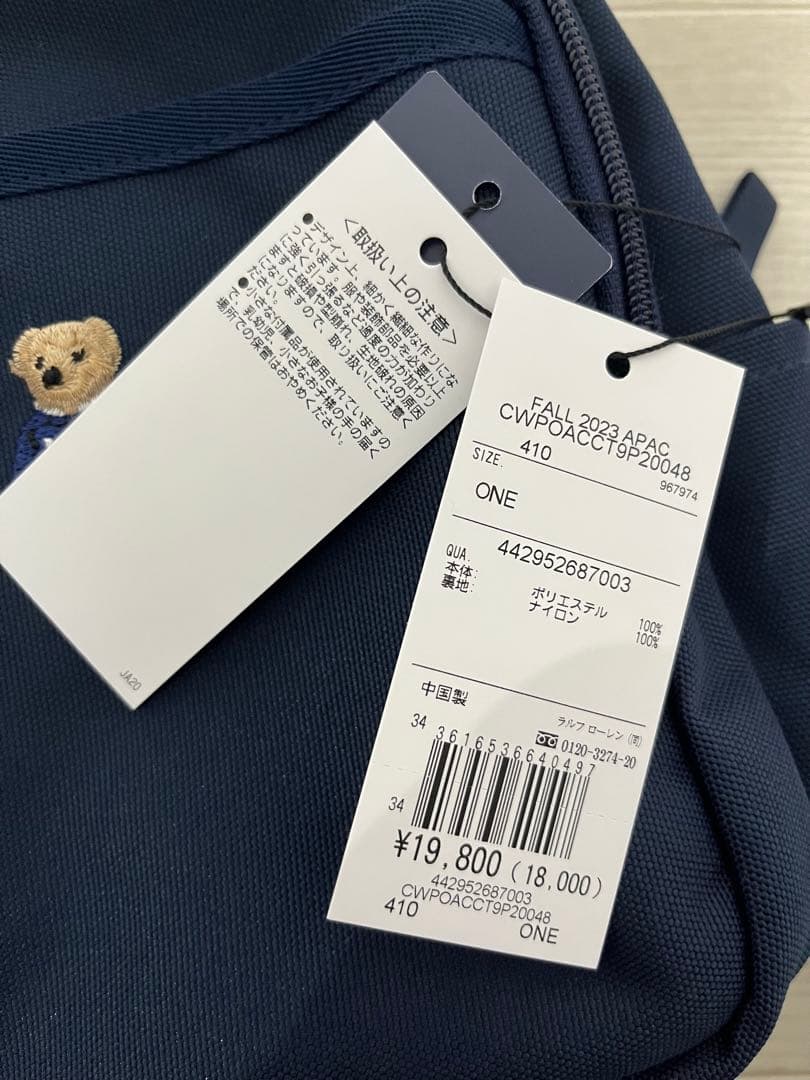 <取扱い上の注意>
●デザイン上、細かく繊細な作りにな
っています。服や装飾部品を必要以上
に強く引っ張るなど過度の力が加わり
ますと破損や型崩れ、生地破れの原因
になりますので、取り扱いにご注意く
ださい。
●小さな付属品が使用されていますの
で、乳幼児、小さなお子様の手の届く
場所での保管はおやめください。
JA20
FALL 2023 APAC
CWPOACCT9P20048
410
967974
SIZE.
ONE
442952687003
QUA.
本体: ポリエステル 100%
裏地: ナイロン 100%
中国製
ラルフ ローレン (同)
0120-3274-20
34
3616536640497
34
¥19,800 (18,000)
442952687003
CWPOACCT9P20048
410
ONE